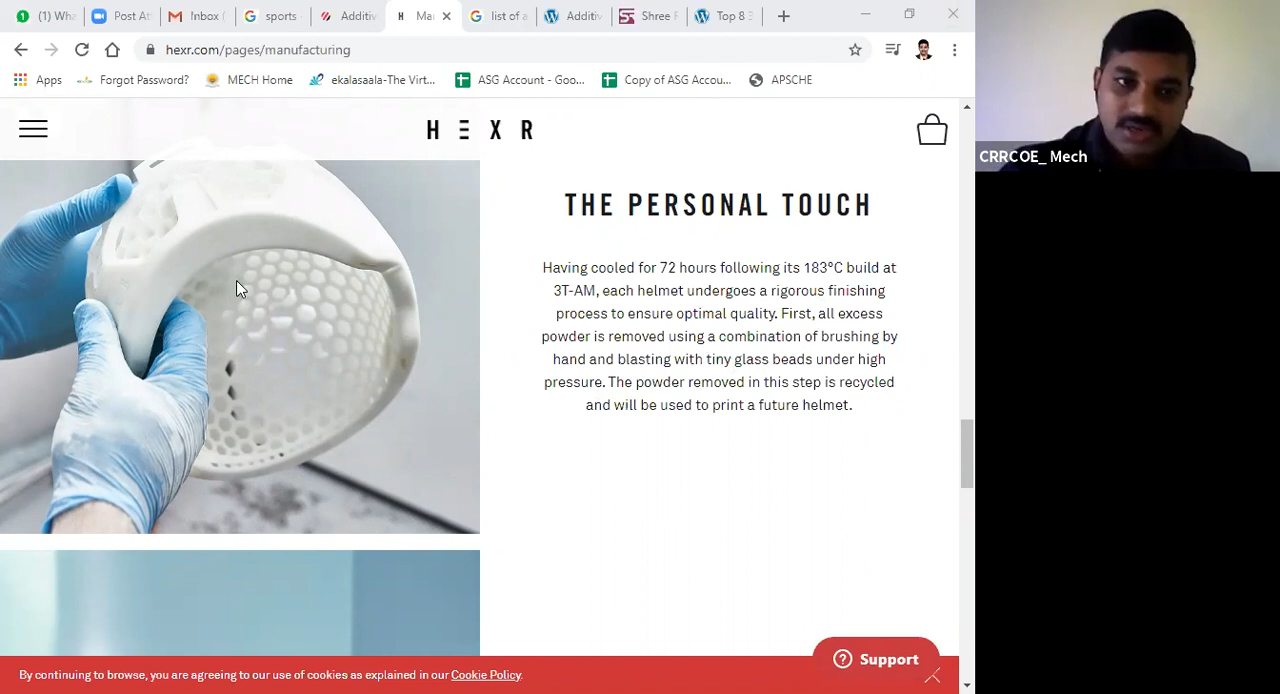 (1) Wha
Post At
Inbox (
sports
Additiv
Mar
list of a
Additiv
Shree R
Top 8 3
hexr.com/pages/manufacturing
Apps
Forgot Password?
MECH Home
ekalasaala-The Virt...
ASG Account - Goo...
Copy of ASG Accou...
APSCHE
HEXR
CRRCOE_ Mech
THE PERSONAL TOUCH
Having cooled for 72 hours following its 183°C build at
3T-AM, each helmet undergoes a rigorous finishing
process to ensure optimal quality. First, all excess
powder is removed using a combination of brushing by
hand and blasting with tiny glass beads under high
pressure. The powder removed in this step is recycled
and will be used to print a future helmet.
Support
By continuing to browse, you are agreeing to our use of cookies as explained in our Cookie Policy.